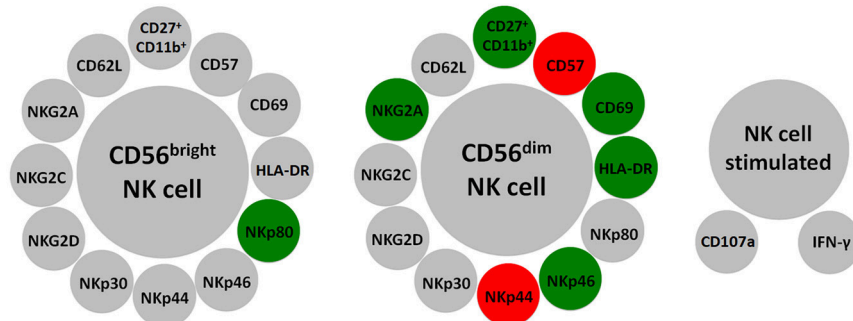 CD27⁺
CD11b⁺
CD57
CD69
HLA-DR
NKp80
NKp46
NKp44
NKp30
NKG2D
NKG2C
NKG2A
CD62L
CD56ᵇʳⁱᵍʰᵗ
NK cell
CD27⁺
CD11b⁺
CD57
CD69
HLA-DR
NKp80
NKp46
NKp44
NKp30
NKG2D
NKG2C
NKG2A
CD62L
CD56ᵈⁱᵐ
NK cell
NK cell
stimulated
CD107a
IFN-γ